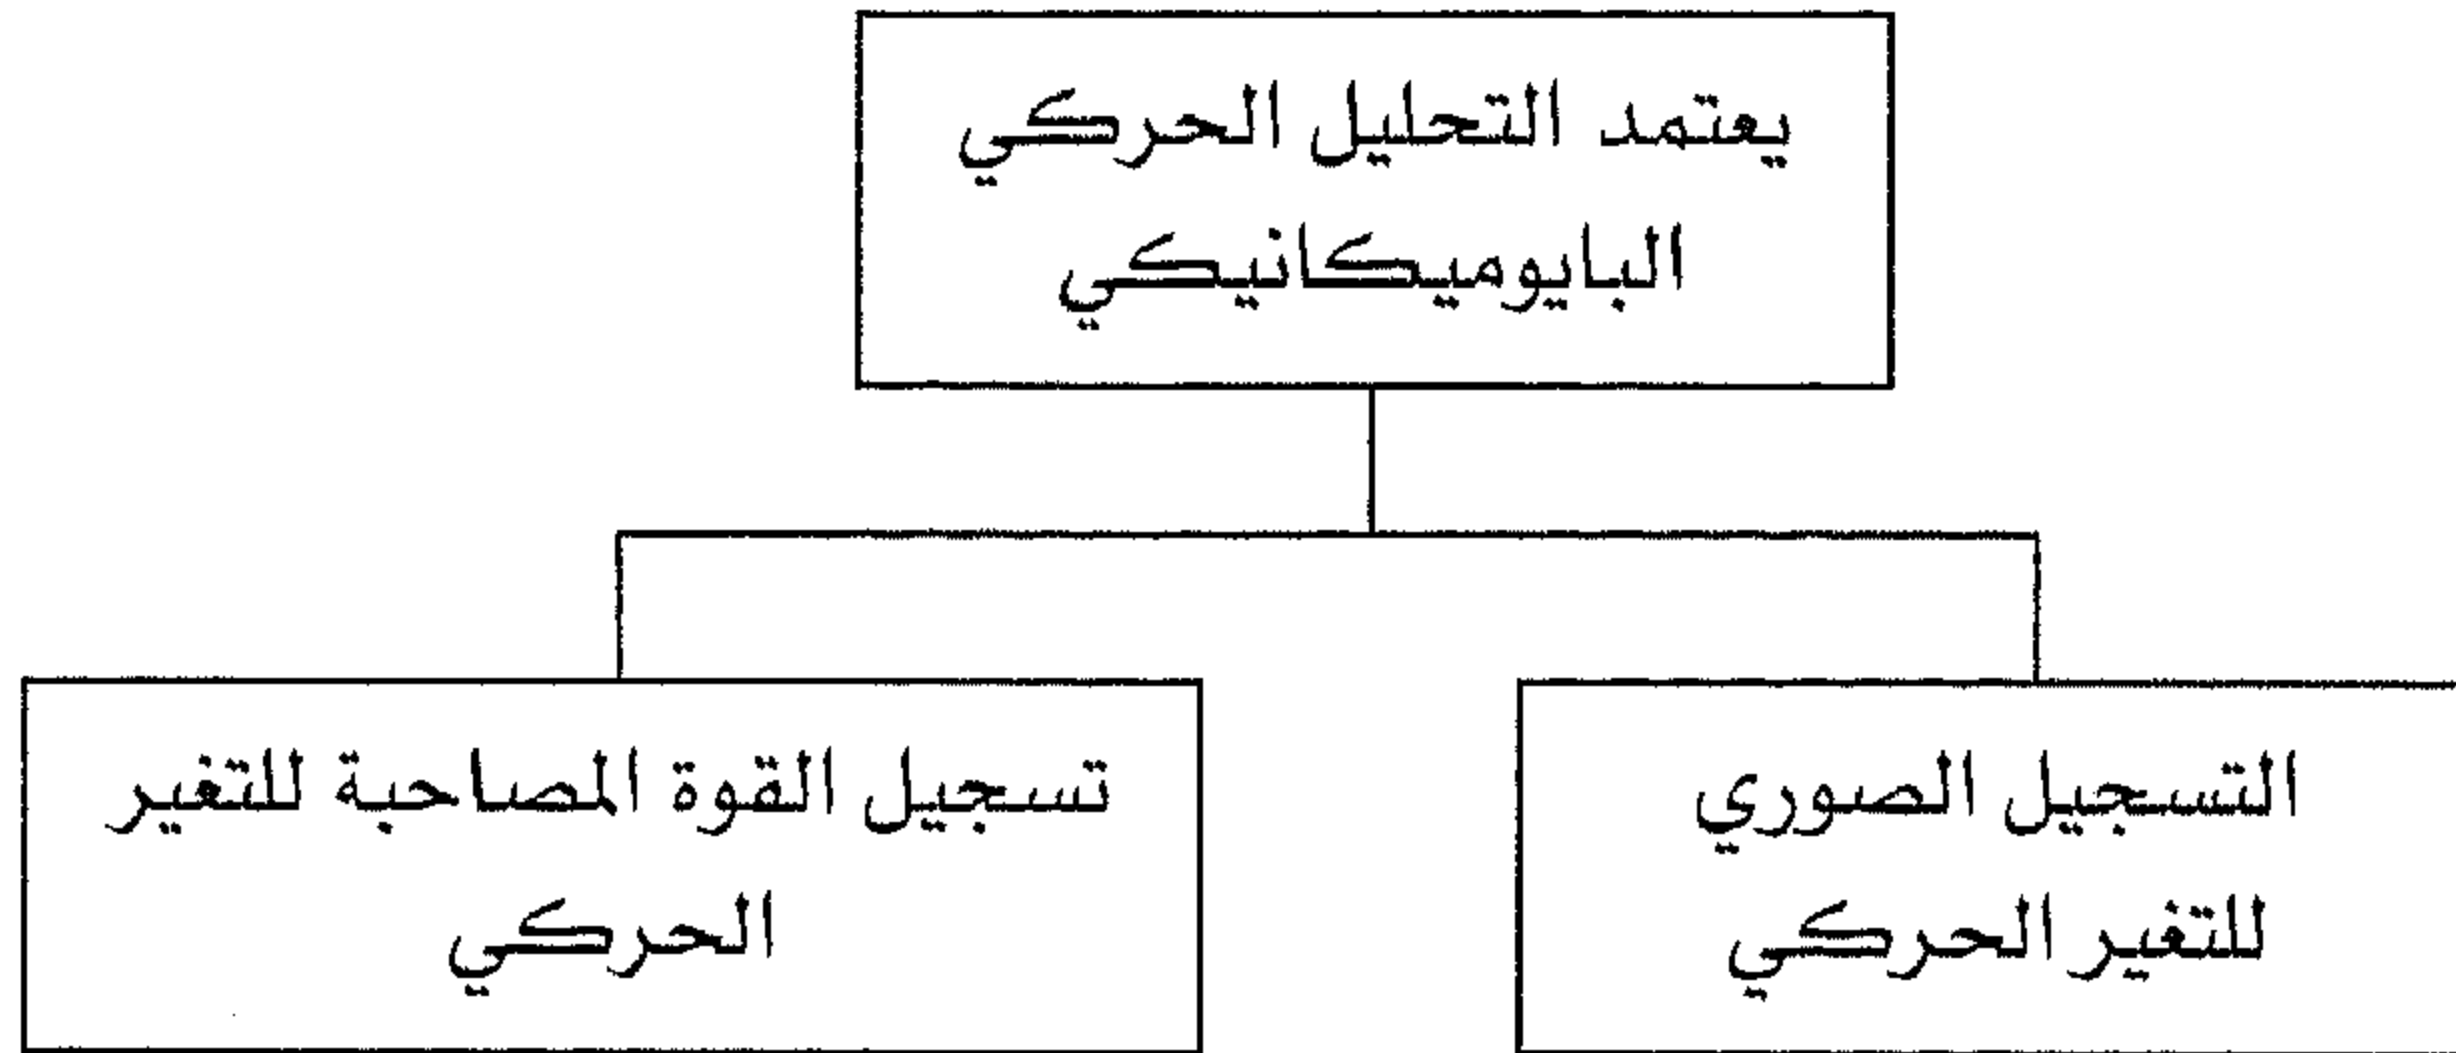 يعتمد التحليل الحركي
البايوميكانيكي
التسجيل الصوري
للتغير الحركي
تسجيل القوة المصاحبة للتغير
الحركي